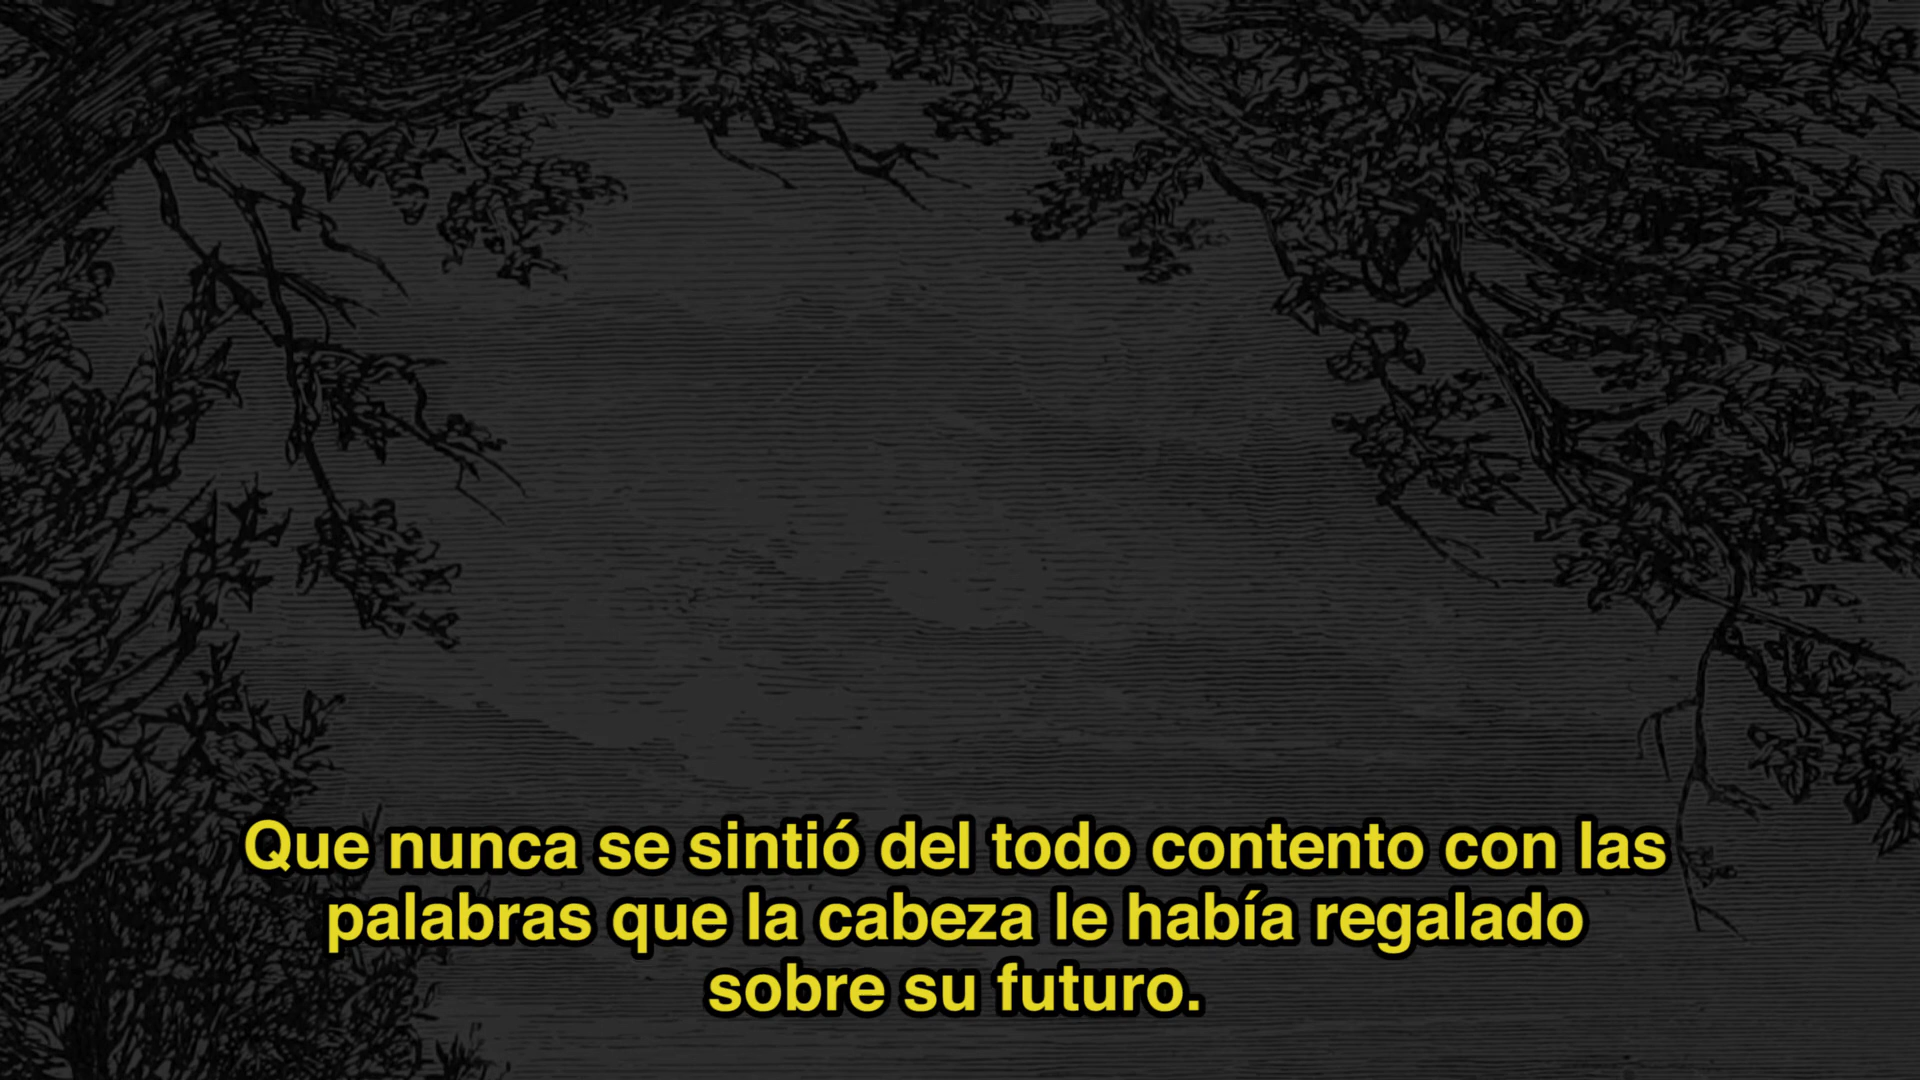 Que nunca se sintió del todo contento con las
palabras que la cabeza le había regalado
sobre su futuro.